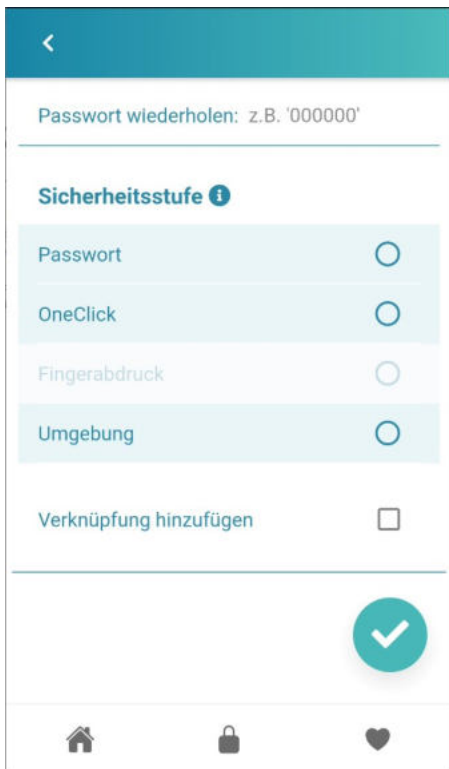 Passwort wiederholen: z.B. '000000'
Sicherheitsstufe
Passwort
OneClick
Fingerabdruck
Umgebung
Verknüpfung hinzufügen